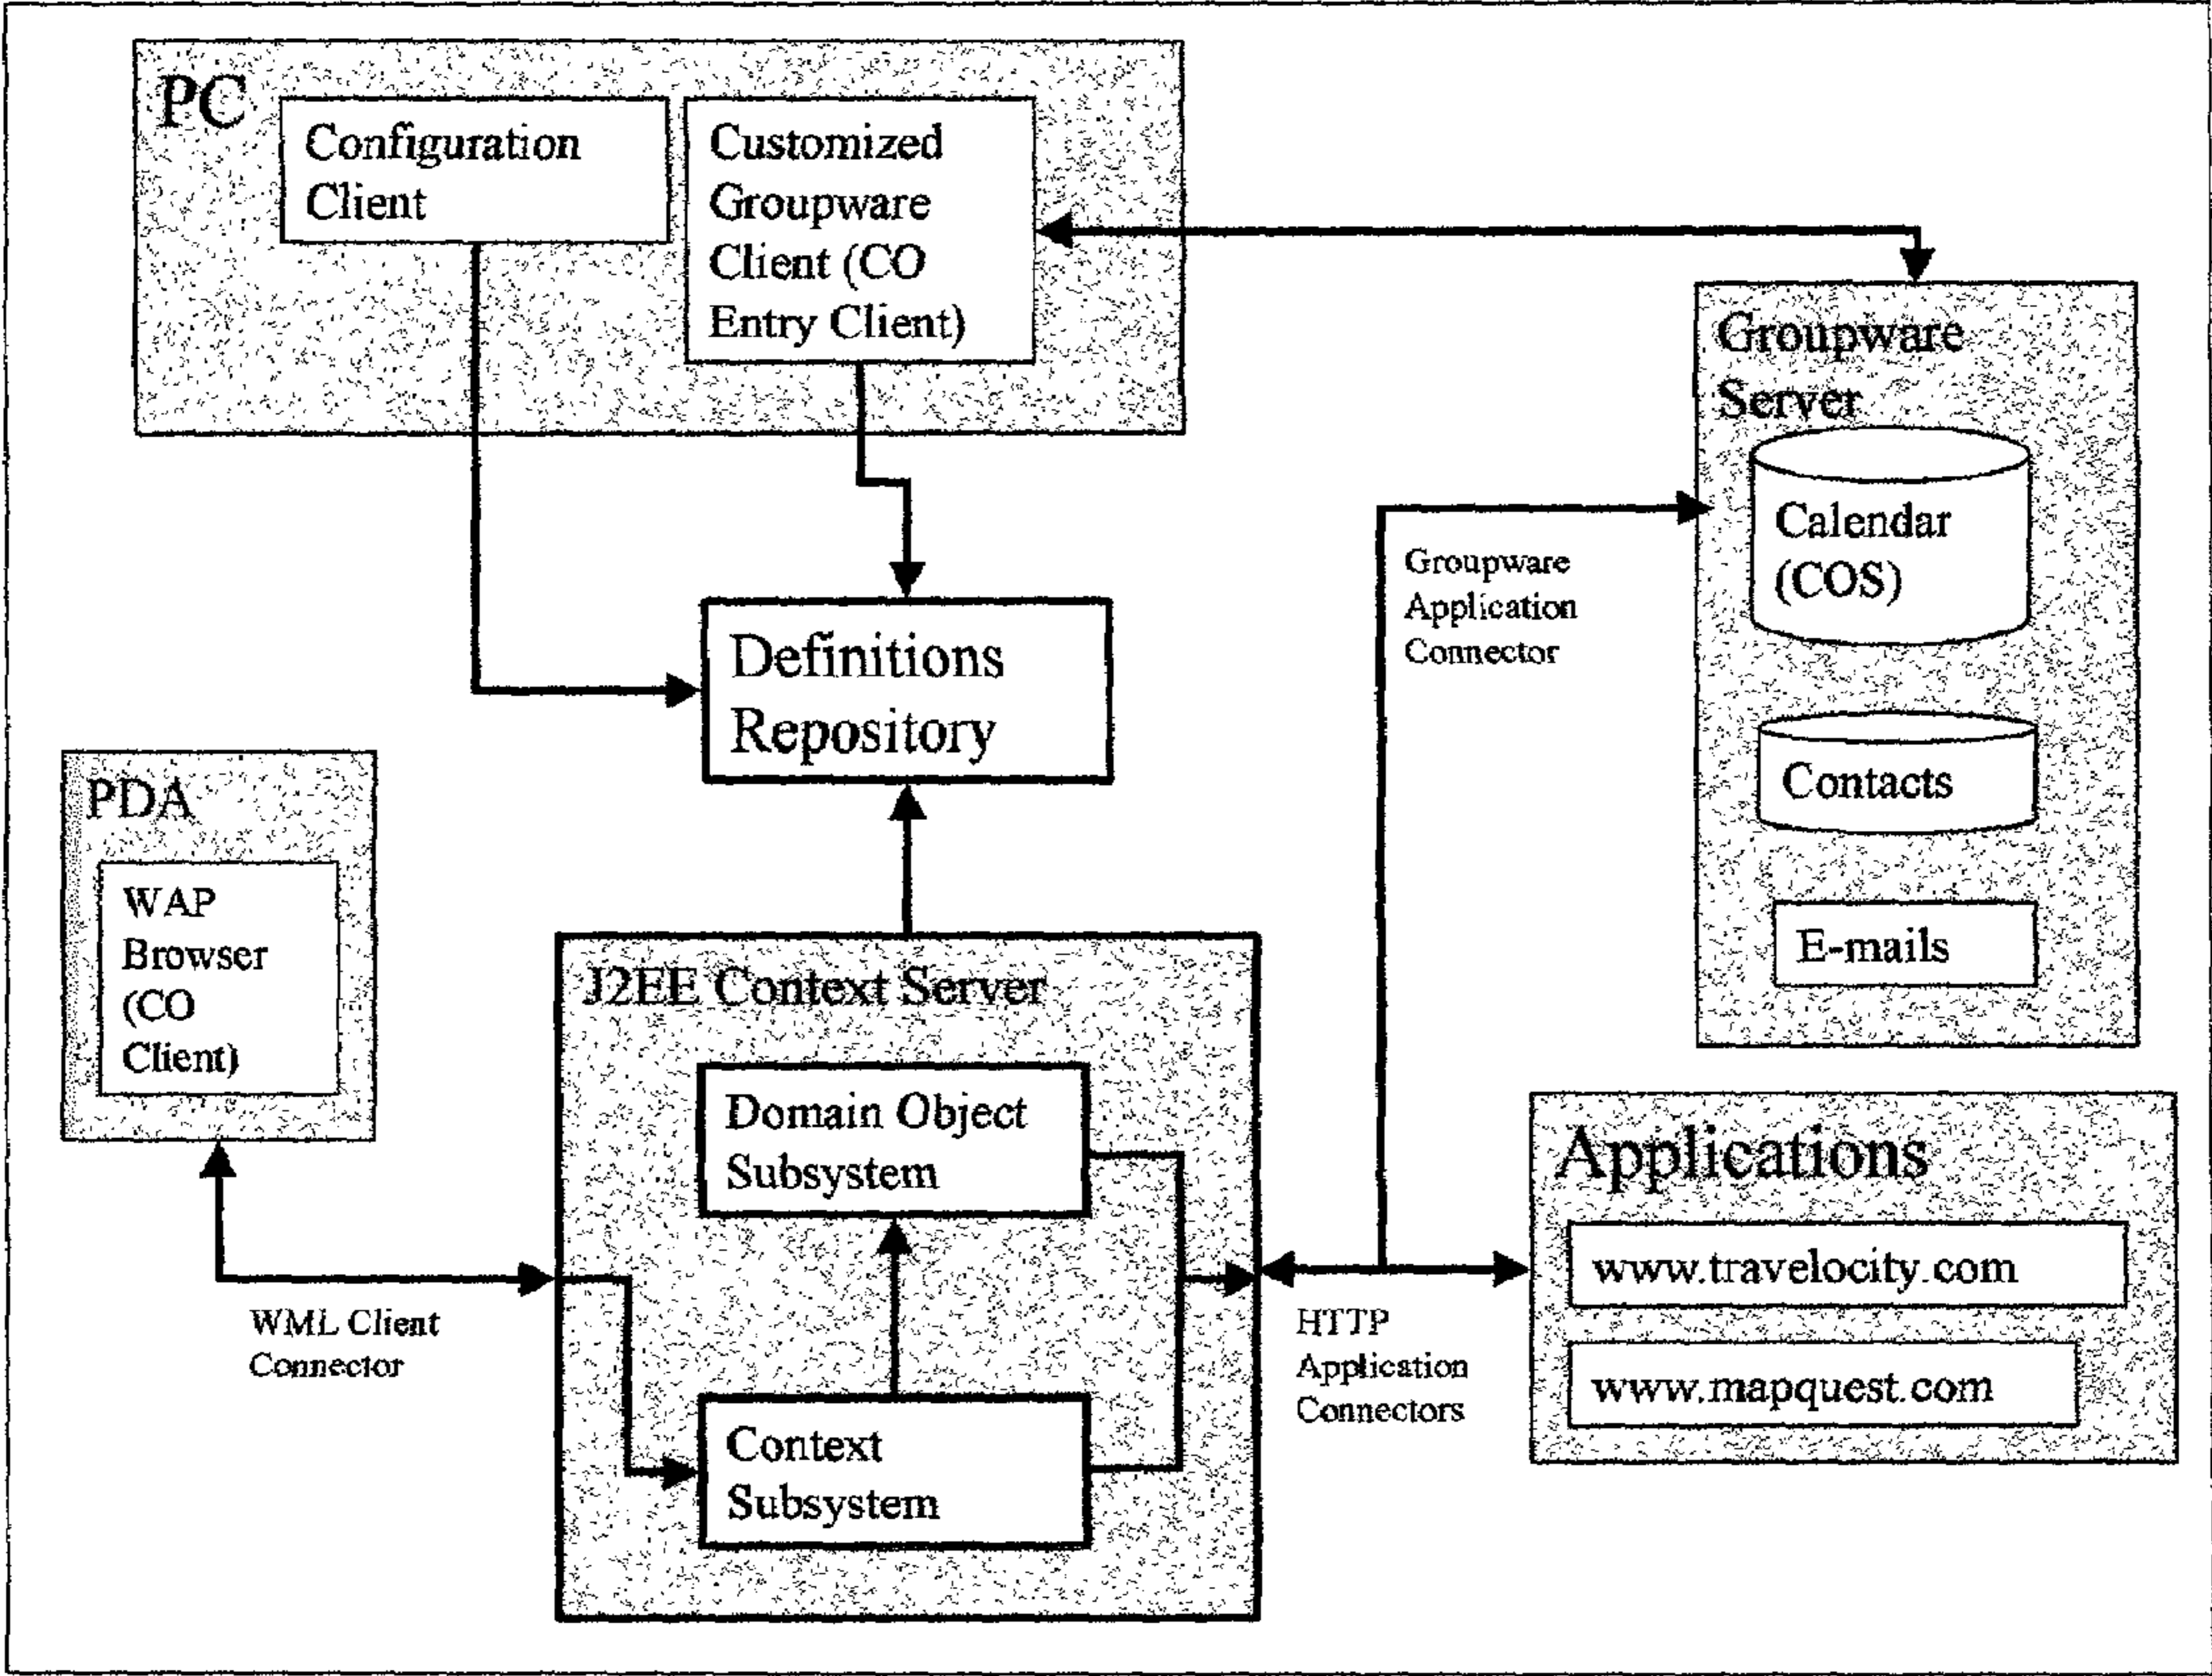 PC
Configuration
Client
Customized
Groupware
Client (CO
Entry Client)
Groupware
Server
Calendar
(COS)
Contacts
E-mails
Groupware
Application
Connector
Definitions
Repository
PDA
WAP
Browser
(CO
Client)
WML Client
Connector
J2EE Context Server
Domain Object
Subsystem
Context
Subsystem
HTTP
Application
Connectors
Applications
www.travelocity.com
www.mapquest.com